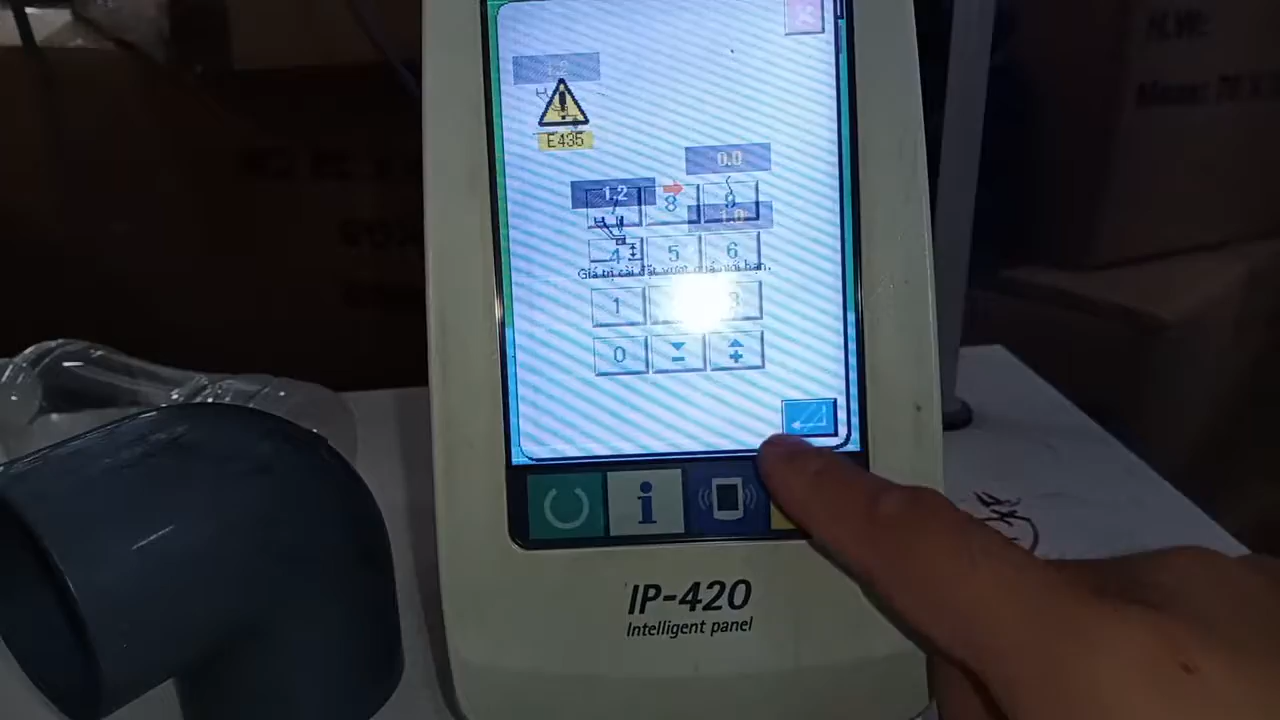 E435
0.0
1.2
8
9
1.0
4
5
6
Giá trị cài đặt vượt quá giới hạn.
1
3
0
IP-420
Intelligent panel